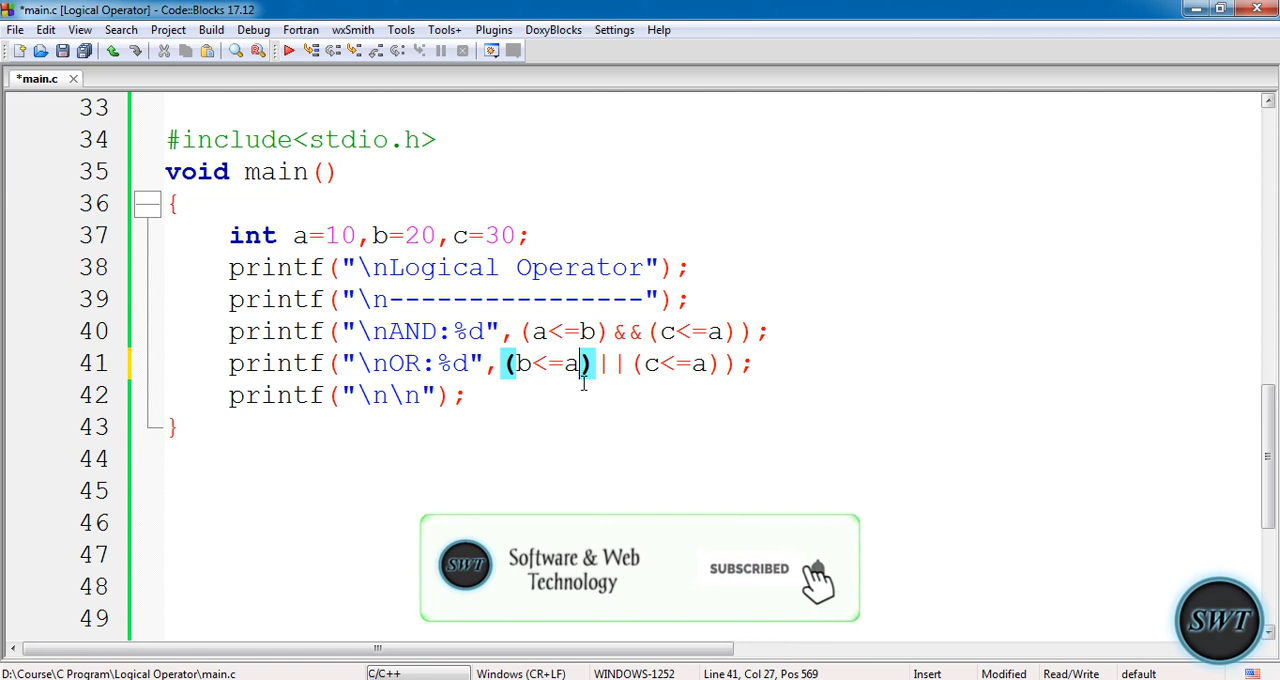 *main.c [Logical Operator] - Code::Blocks 17.12
File Edit View Search Project Build Debug Fortran wxSmith Tools Tools+ Plugins DoxyBlocks Settings Help
*main.c
33
34 #include<stdio.h>
35 void main()
36 {
37 int a=10,b=20,c=30;
38 printf("\nLogical Operator");
39 printf("\n----------------");
40 printf("\nAND:%d",(a<=b)&&(c<=a));
41 printf("\nOR:%d",(b<=a)||(c<=a));
42 printf("\n\n");
43 }
44
45
46
47
48
49
SWT Software & Web
Technology
SUBSCRIBED
SWT
D:\Course\C Program\Logical Operator\main.c C/C++ Windows (CR+LF) WINDOWS-1252 Line 41, Col 27, Pos 569 Insert Modified Read/Write default